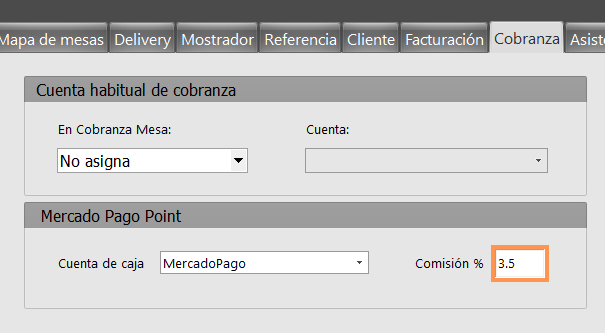 Mapa de mesas Delivery Mostrador Referencia Cliente Facturación Cobranza Asist
Cuenta habitual de cobranza
En Cobranza Mesa: Cuenta:
No asigna
Mercado Pago Point
Cuenta de caja MercadoPago Comisión % 3.5